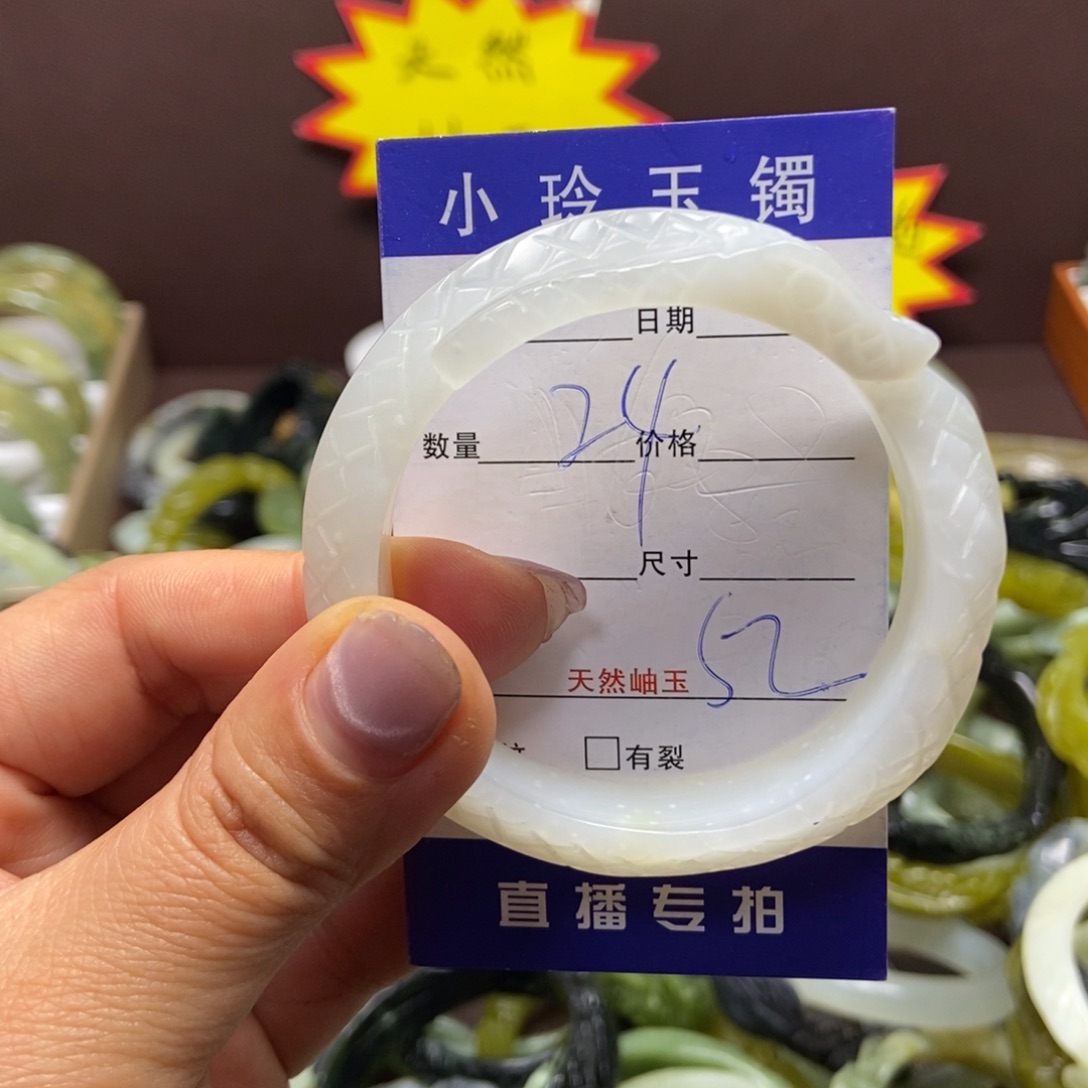 天然
小玲玉镯
日期
24
数量 价格
尺寸
天然岫玉 52
□有裂
直播专拍